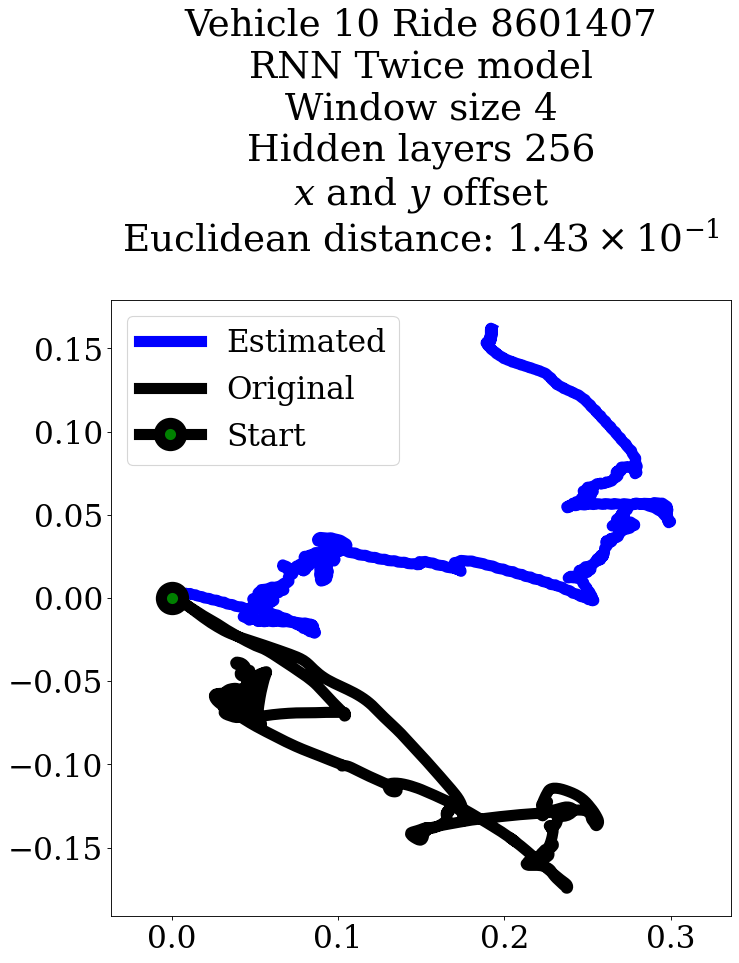 Vehicle 10 Ride 8601407
RNN Twice model
Window size 4
Hidden layers 256
x and y offset
Euclidean distance: 1.43 × 10⁻¹
Estimated
Original
Start
0.15
0.10
0.05
0.00
−0.05
−0.10
−0.15
0.0 0.1 0.2 0.3